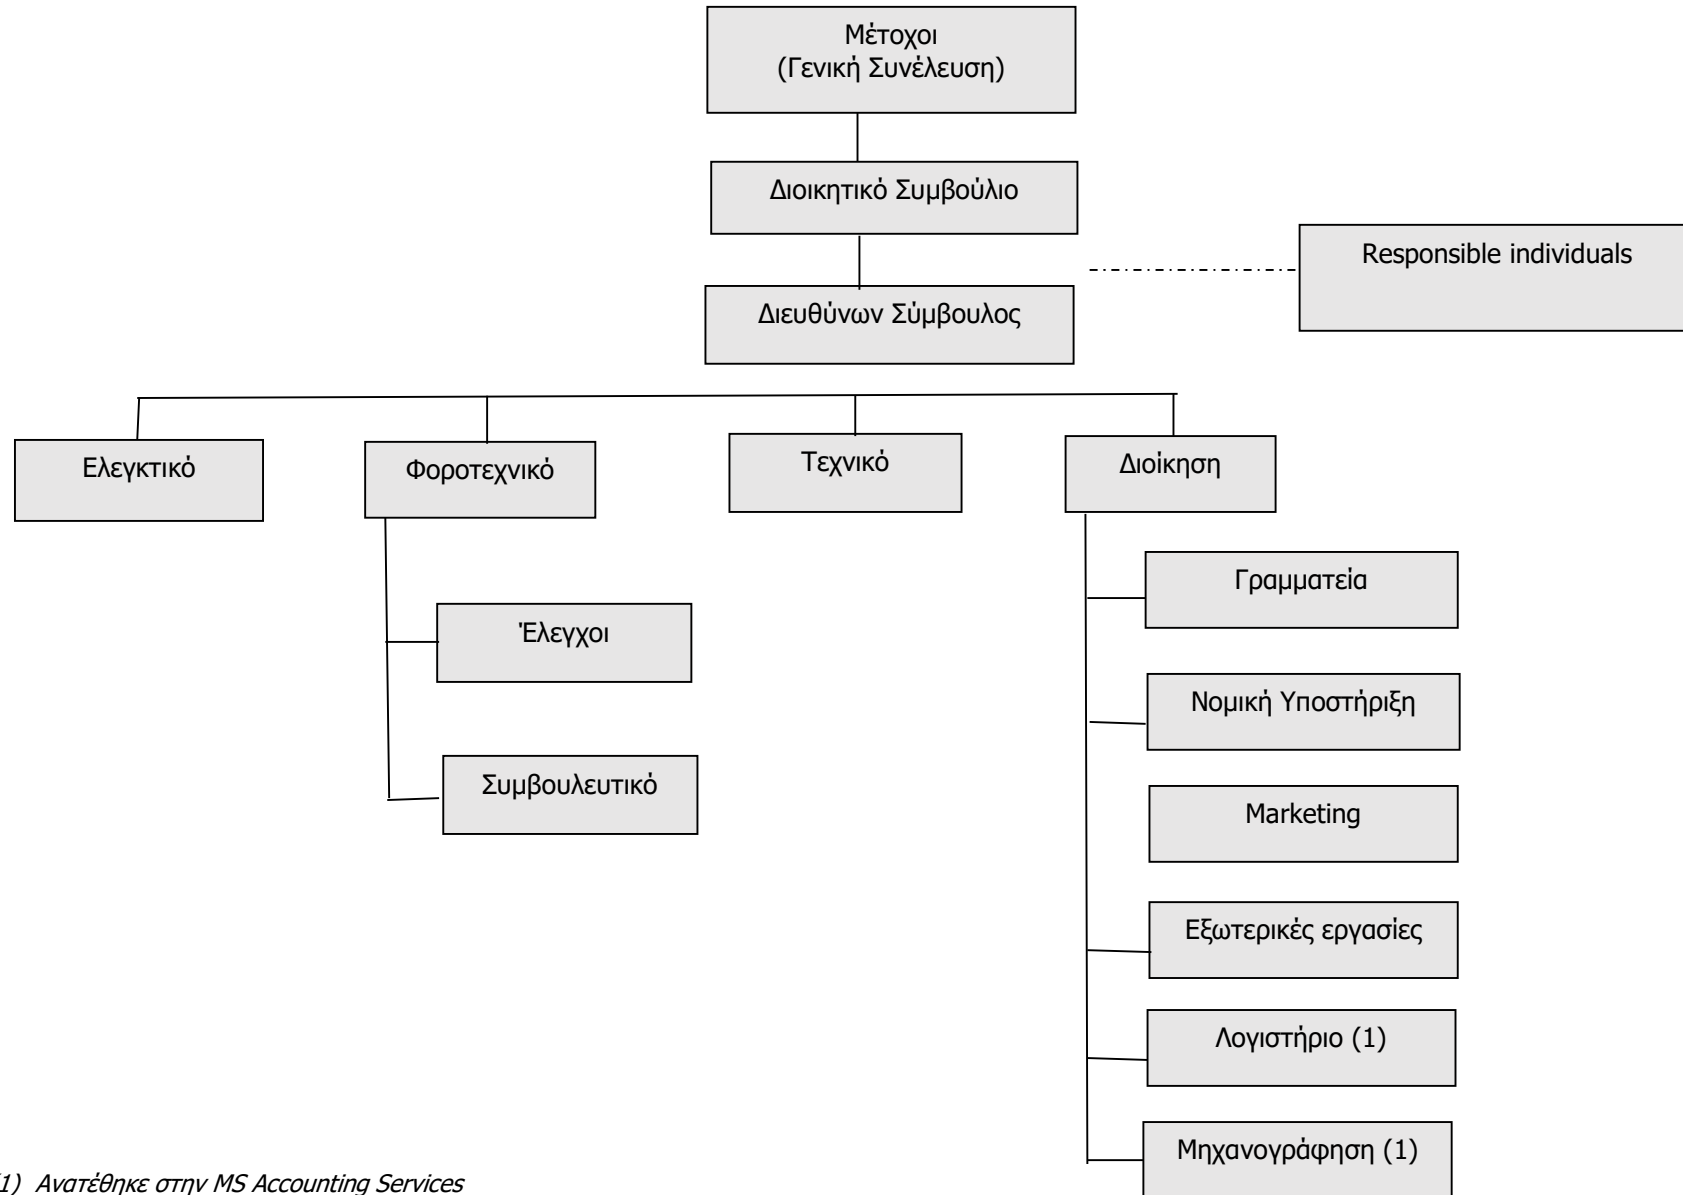 Μέτοχοι
(Γενική Συνέλευση)
Διοικητικό Συμβούλιο
Responsible individuals
Διευθύνων Σύμβουλος
Ελεγκτικό
Φοροτεχνικό
Τεχνικό
Διοίκηση
Γραμματεία
Έλεγχοι
Νομική Υποστήριξη
Συμβουλευτικό
Marketing
Εξωτερικές εργασίες
Λογιστήριο (1)
Μηχανογράφηση (1)
(1) Ανατέθηκε στην MS Accounting Services